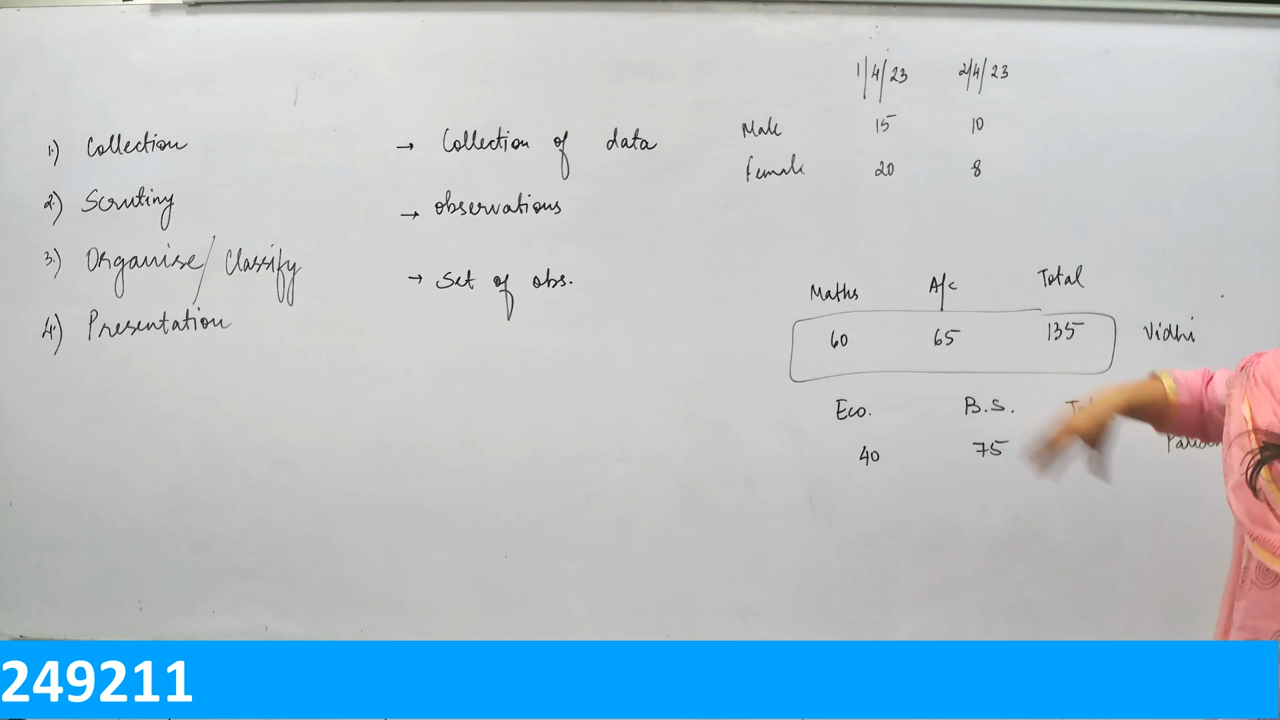 1.) Collection
2.) Scrutiny
3.) Organise/ Classify
4.) Presentation
→ Collection of data
→ observations
→ Set of obs.
1/4/23 2/4/23
Male 15 10
Female 20 8
Maths A/c Total
60 65 135 Vidhi
Eco. B.S.
40 75
249211